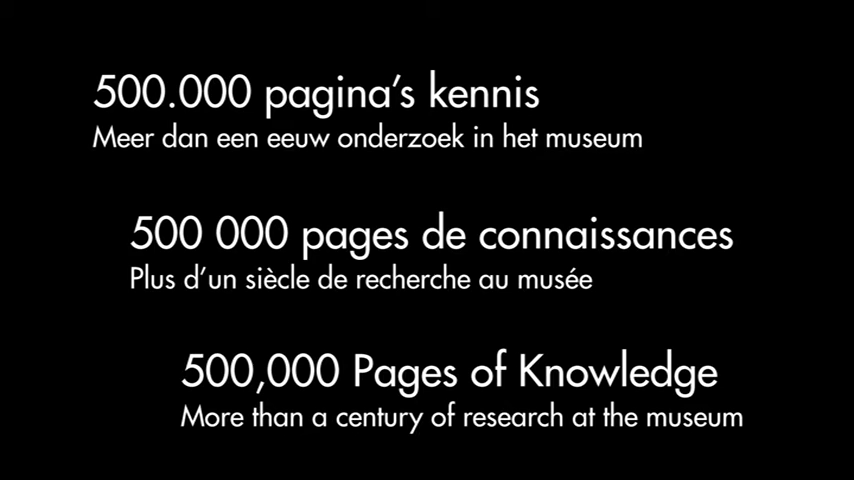 500.000 pagina’s kennis
Meer dan een eeuw onderzoek in het museum
500 000 pages de connaissances
Plus d’un siècle de recherche au musée
500,000 Pages of Knowledge
More than a century of research at the museum